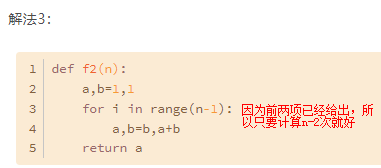 解法3：
1 def f2(n):
2 a,b=1,1
3 for i in range(n-1): 因为前两项已经给出，所
以只要计算n-2次就好
4 a,b=b,a+b
5 return a